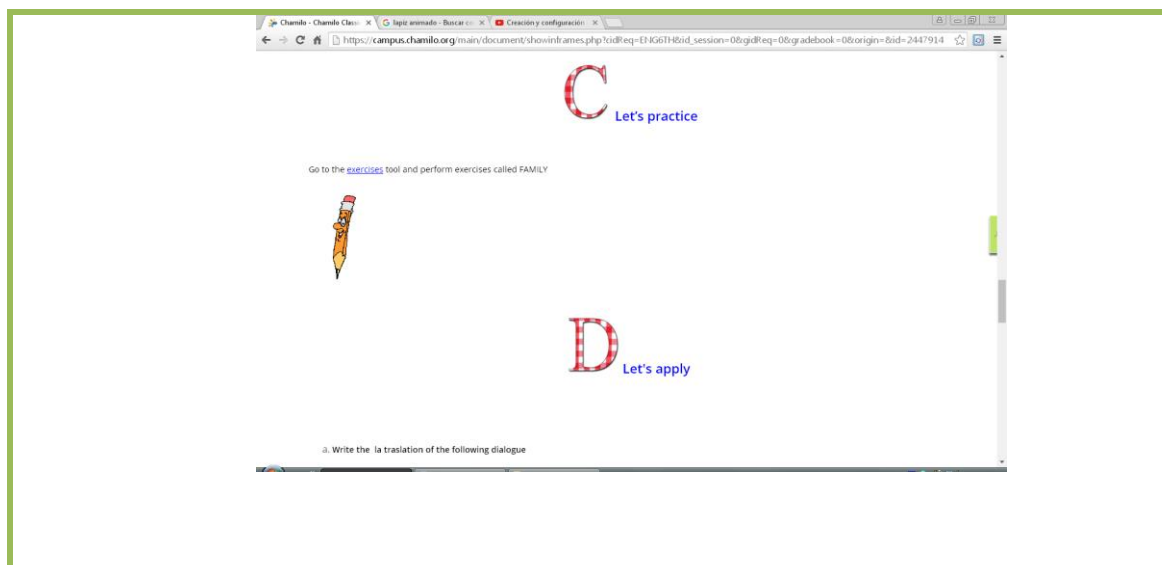 Chamilo - Chamilo Class
lapiz animado - Buscar co
Creación y configuración
https://campus.chamilo.org/main/document/showinframes.php?cidReq=ENG6TH&id_session=0&gidReq=0&gradebook=0&origin=&id=2447914
C Let's practice
Go to the exercises tool and perform exercises called FAMILY
D Let's apply
a. Write the la traslation of the following dialogue